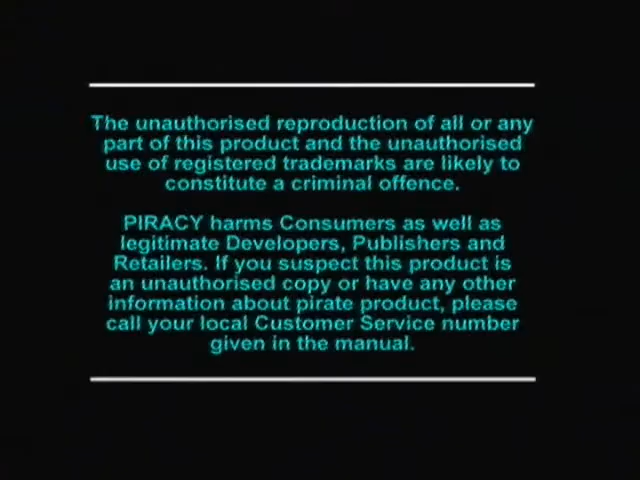 The unauthorised reproduction of all or any
part of this product and the unauthorised
use of registered trademarks are likely to
constitute a criminal offence.
PIRACY harms Consumers as well as
legitimate Developers, Publishers and
Retailers. If you suspect this product is
an unauthorised copy or have any other
information about pirate product, please
call your local Customer Service number
given in the manual.